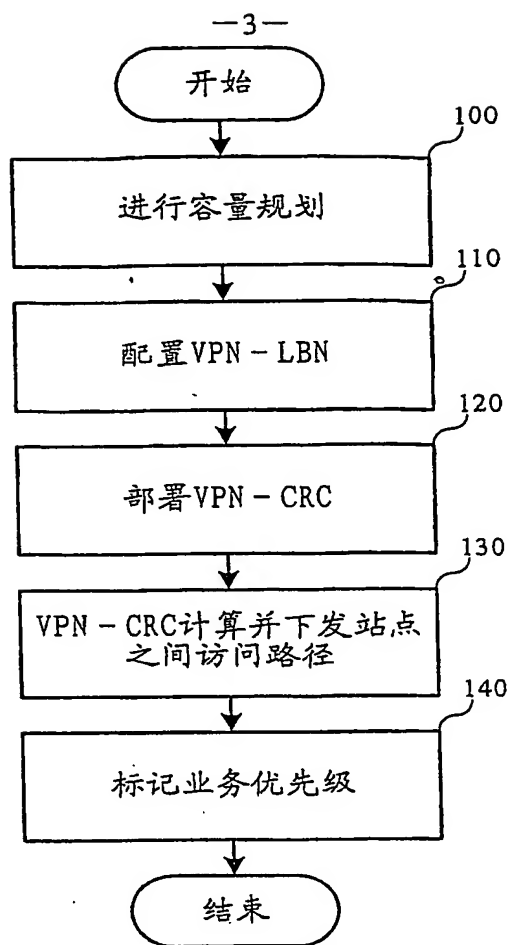 —3—
开始
100
进行容量规划
110
配置VPN－LBN
120
部署VPN－CRC
130
VPN－CRC计算并下发站点
之间访问路径
140
标记业务优先级
结束